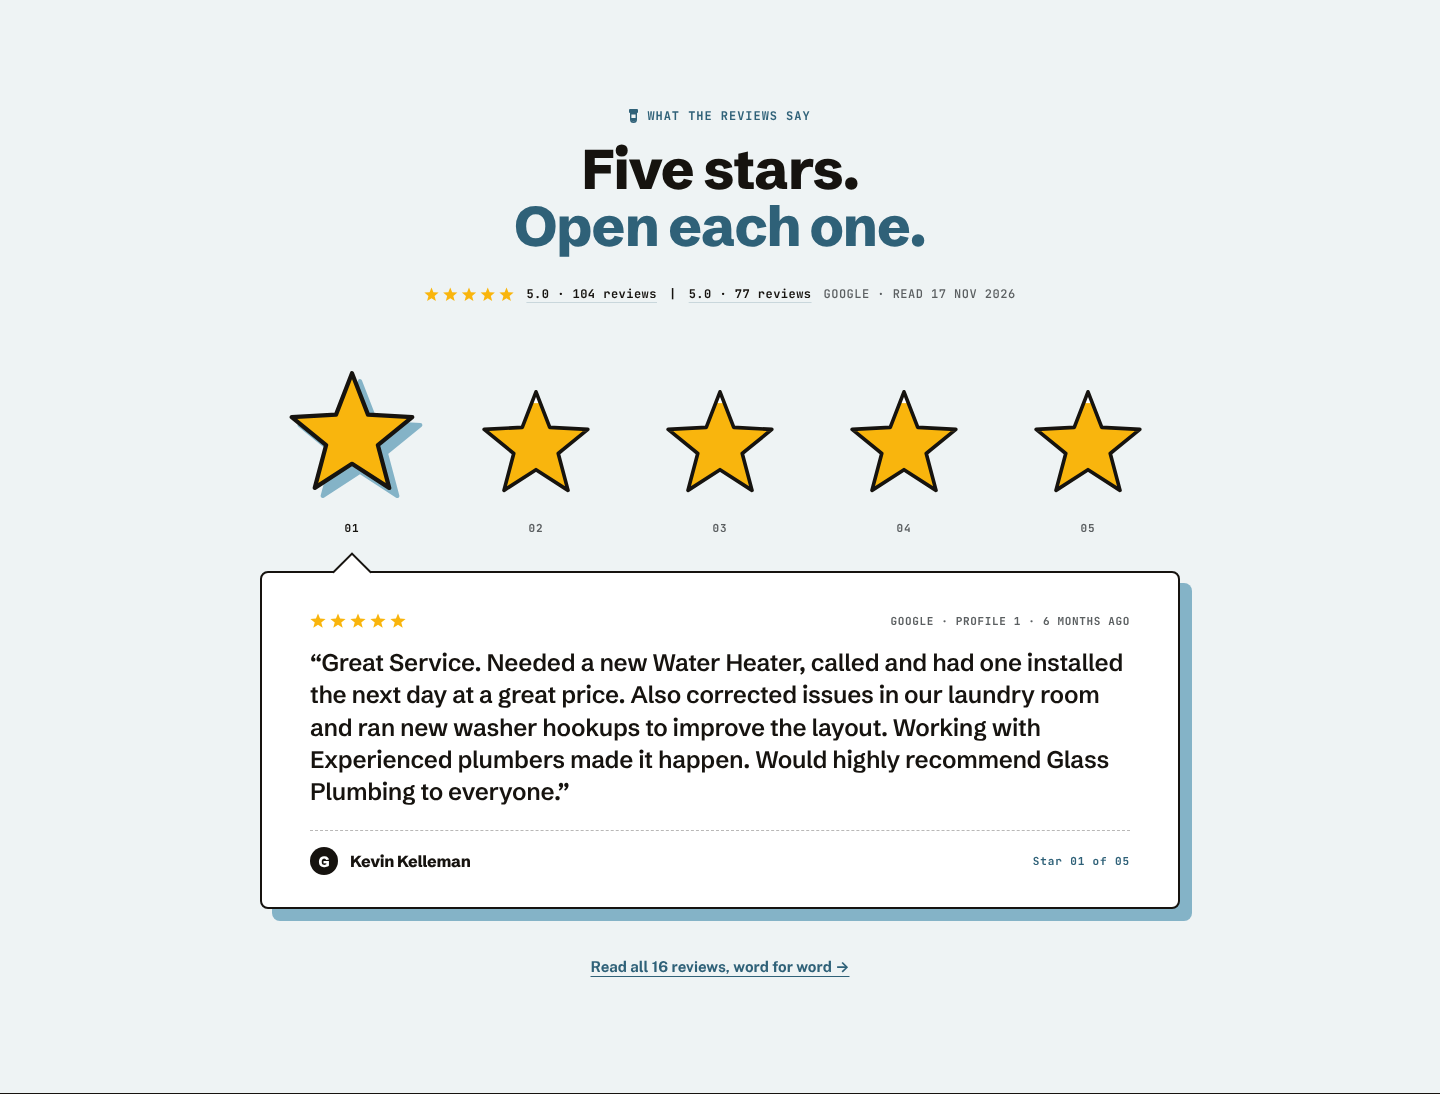 WHAT THE REVIEWS SAY
Five stars.
Open each one.
5.0 · 104 reviews | 5.0 · 77 reviews GOOGLE · READ 17 NOV 2026
01 02 03 04 05
GOOGLE · PROFILE 1 · 6 MONTHS AGO
“Great Service. Needed a new Water Heater, called and had one installed
the next day at a great price. Also corrected issues in our laundry room
and ran new washer hookups to improve the layout. Working with
Experienced plumbers made it happen. Would highly recommend Glass
Plumbing to everyone.”
G Kevin Kelleman Star 01 of 05
Read all 16 reviews, word for word →